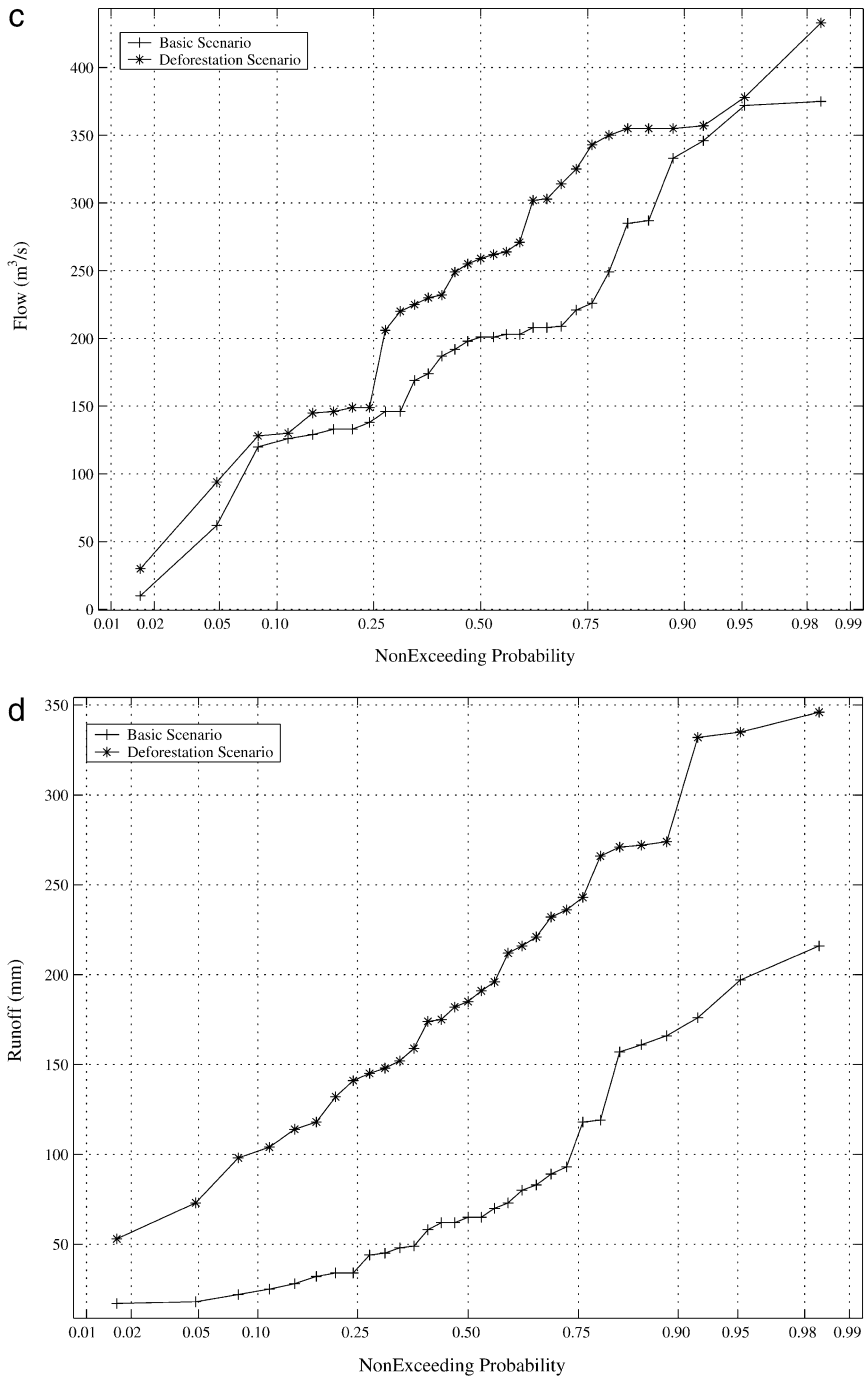 c
Basic Scenario
Deforestation Scenario
400
350
300
250
200
150
100
50
0
Flow (m³/s)
0.01 0.02 0.05 0.10 0.25 0.50 0.75 0.90 0.95 0.98 0.99
NonExceeding Probability
d
Basic Scenario
Deforestation Scenario
350
300
250
200
150
100
50
Runoff (mm)
0.01 0.02 0.05 0.10 0.25 0.50 0.75 0.90 0.95 0.98 0.99
NonExceeding Probability